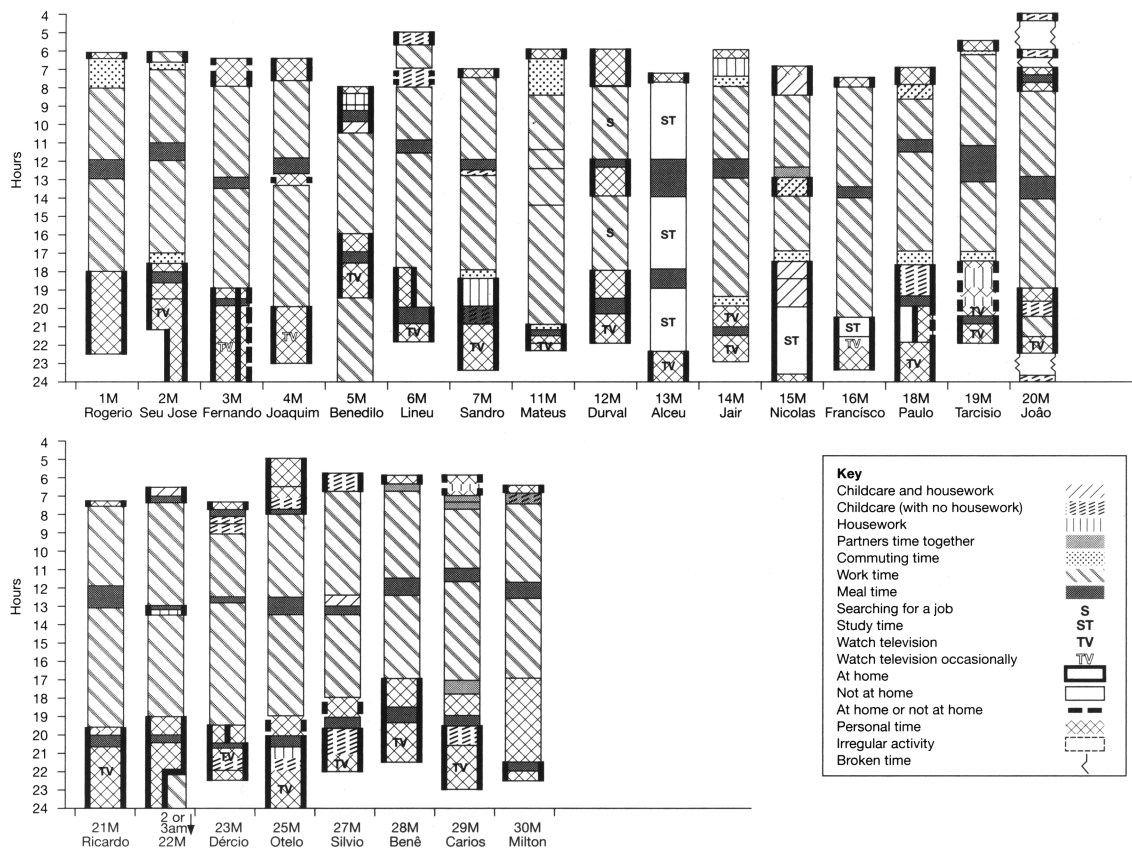 4
5
6
7
8
9
10
11
12
13
14
15
16
17
18
19
20
21
22
23
24
Hours
TV
TV
TV
TV
TV
TV
TV
S
S
TV
ST
ST
ST
TV
TV
TV
ST
ST
TV
TV
TV
TV
TV
1M 2M 3M 4M 5M 6M 7M 11M 12M 13M 14M 15M 16M 18M 19M 20M
Rogerio Seu Jose Fernando Joaquim Benedilo Lineu Sandro Mateus Durval Alceu Jair Nicolas Francísco Paulo Tarcisio Joâo
4
5
6
7
8
9
10
11
12
13
14
15
16
17
18
19
20
21
22
23
24
Hours
TV
TV
TV
TV
TV
TV
2 or
3am
21M 22M 23M 25M 27M 28M 29M 30M
Ricardo Dércio Otelo Silvio Benê Carios Milton
Key
Childcare and housework
Childcare (with no housework)
Housework
Partners time together
Commuting time
Work time
Meal time
Searching for a job S
Study time ST
Watch television TV
Watch television occasionally TV
At home
Not at home
At home or not at home
Personal time
Irregular activity
Broken time